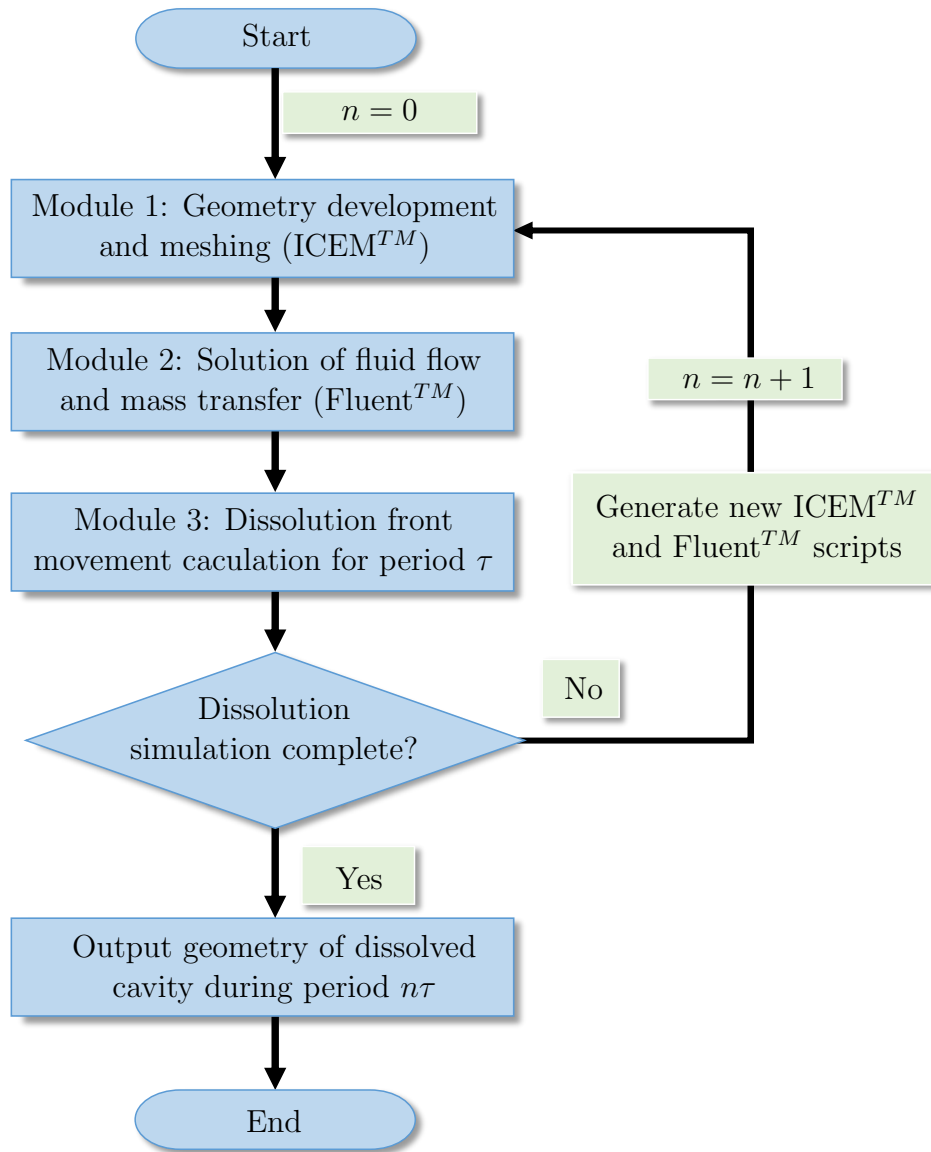 Start
n = 0
Module 1: Geometry development
and meshing (ICEM^{TM})
Module 2: Solution of fluid flow
and mass transfer (Fluent^{TM})
n = n + 1
Generate new ICEM^{TM}
and Fluent^{TM} scripts
Module 3: Dissolution front
movement caculation for period τ
No
Dissolution
simulation complete?
Yes
Output geometry of dissolved
cavity during period nτ
End